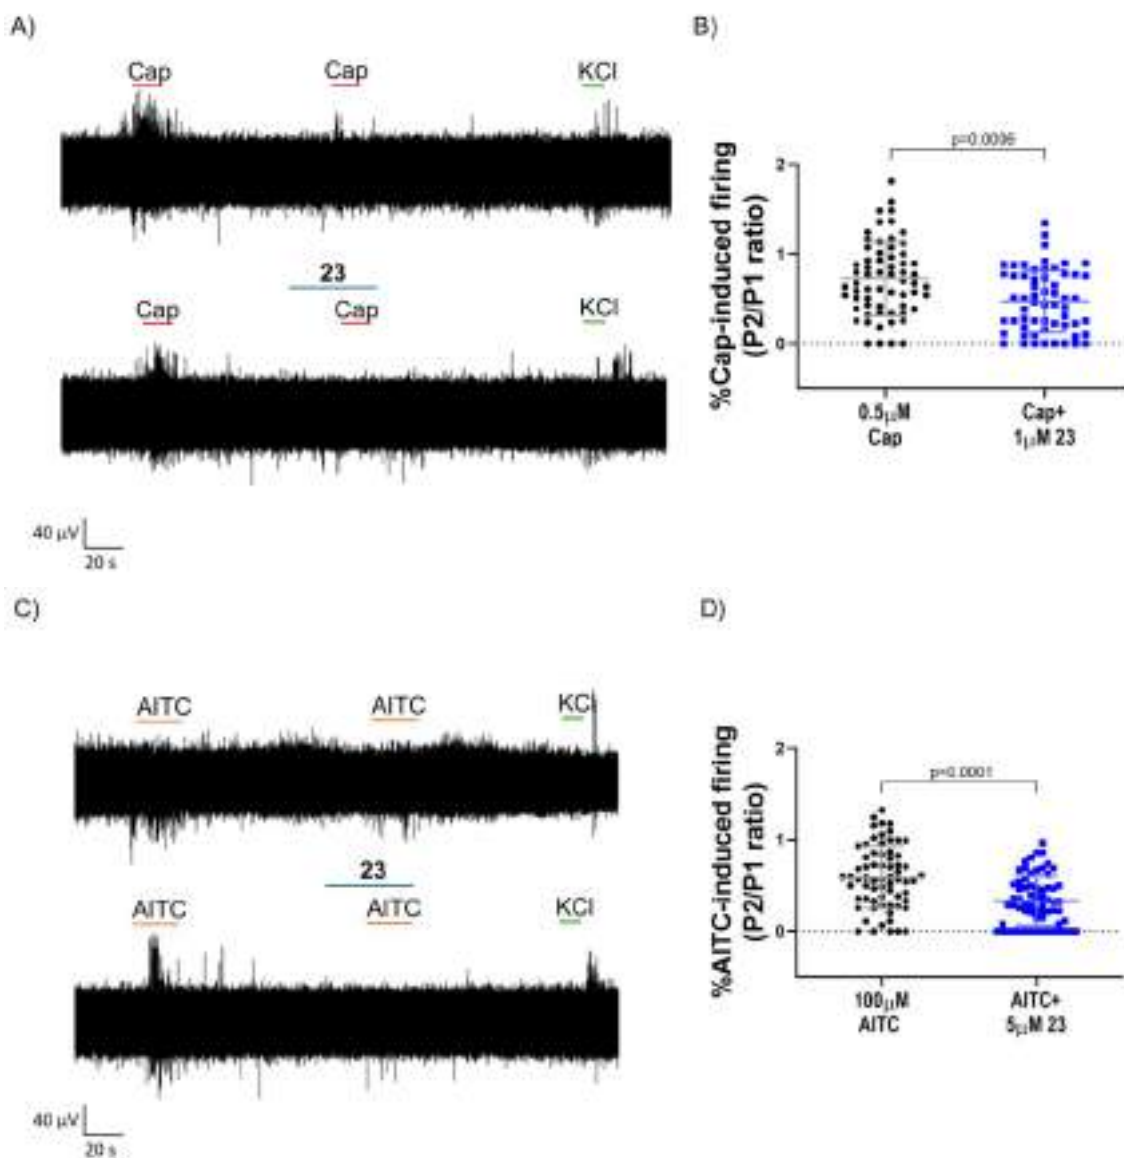 A)
Cap
Cap
KCl
23
Cap
Cap
KCl
40 µV
20 s
B)
%Cap-induced firing
(P2/P1 ratio)
p=0.0096
2
1
0
0.5µM
Cap
Cap+
1µM 23
C)
AITC
AITC
KCl
23
AITC
AITC
KCl
40 µV
20 s
D)
%AITC-induced firing
(P2/P1 ratio)
p=0.0001
2
1
0
100µM
AITC
AITC+
5µM 23